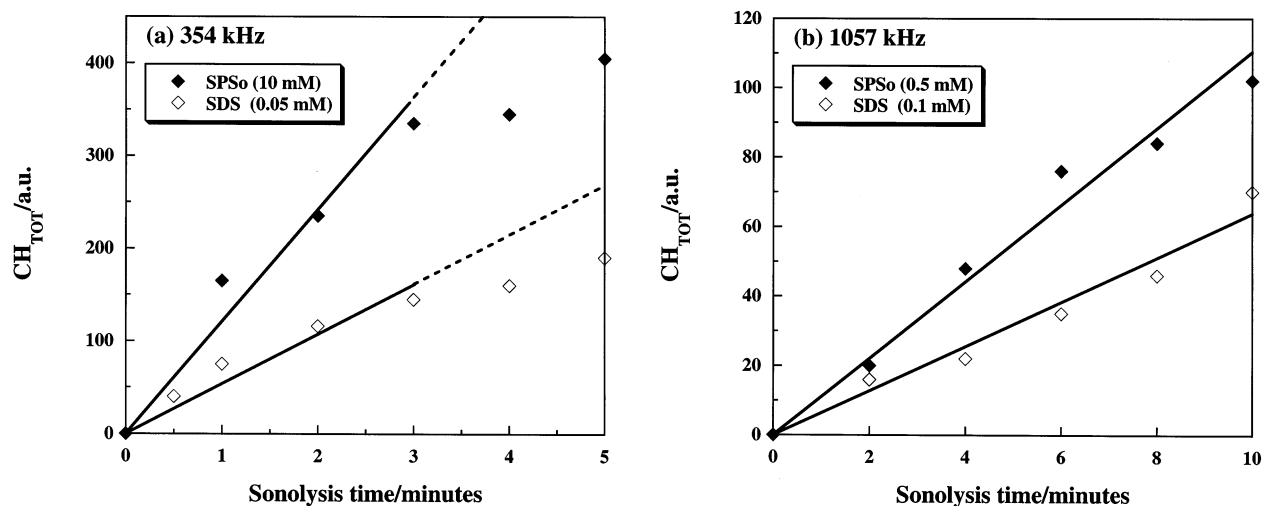 (a) 354 kHz
SPSo (10 mM)
SDS (0.05 mM)
CH_TOT/a.u.
400
300
200
100
0
0 1 2 3 4 5
Sonolysis time/minutes
(b) 1057 kHz
SPSo (0.5 mM)
SDS (0.1 mM)
CH_TOT/a.u.
120
100
80
60
40
20
0
0 2 4 6 8 10
Sonolysis time/minutes